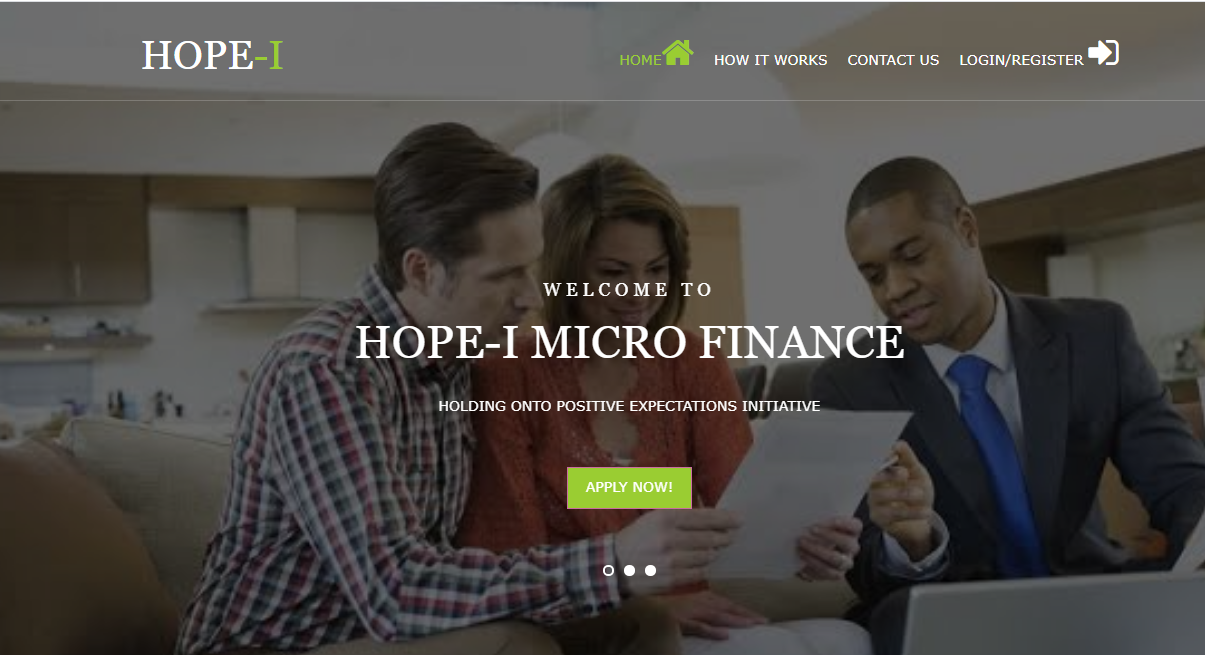 HOPE-I
HOME HOW IT WORKS CONTACT US LOGIN/REGISTER
WELCOME TO
HOPE-I MICRO FINANCE
HOLDING ONTO POSITIVE EXPECTATIONS INITIATIVE
APPLY NOW!